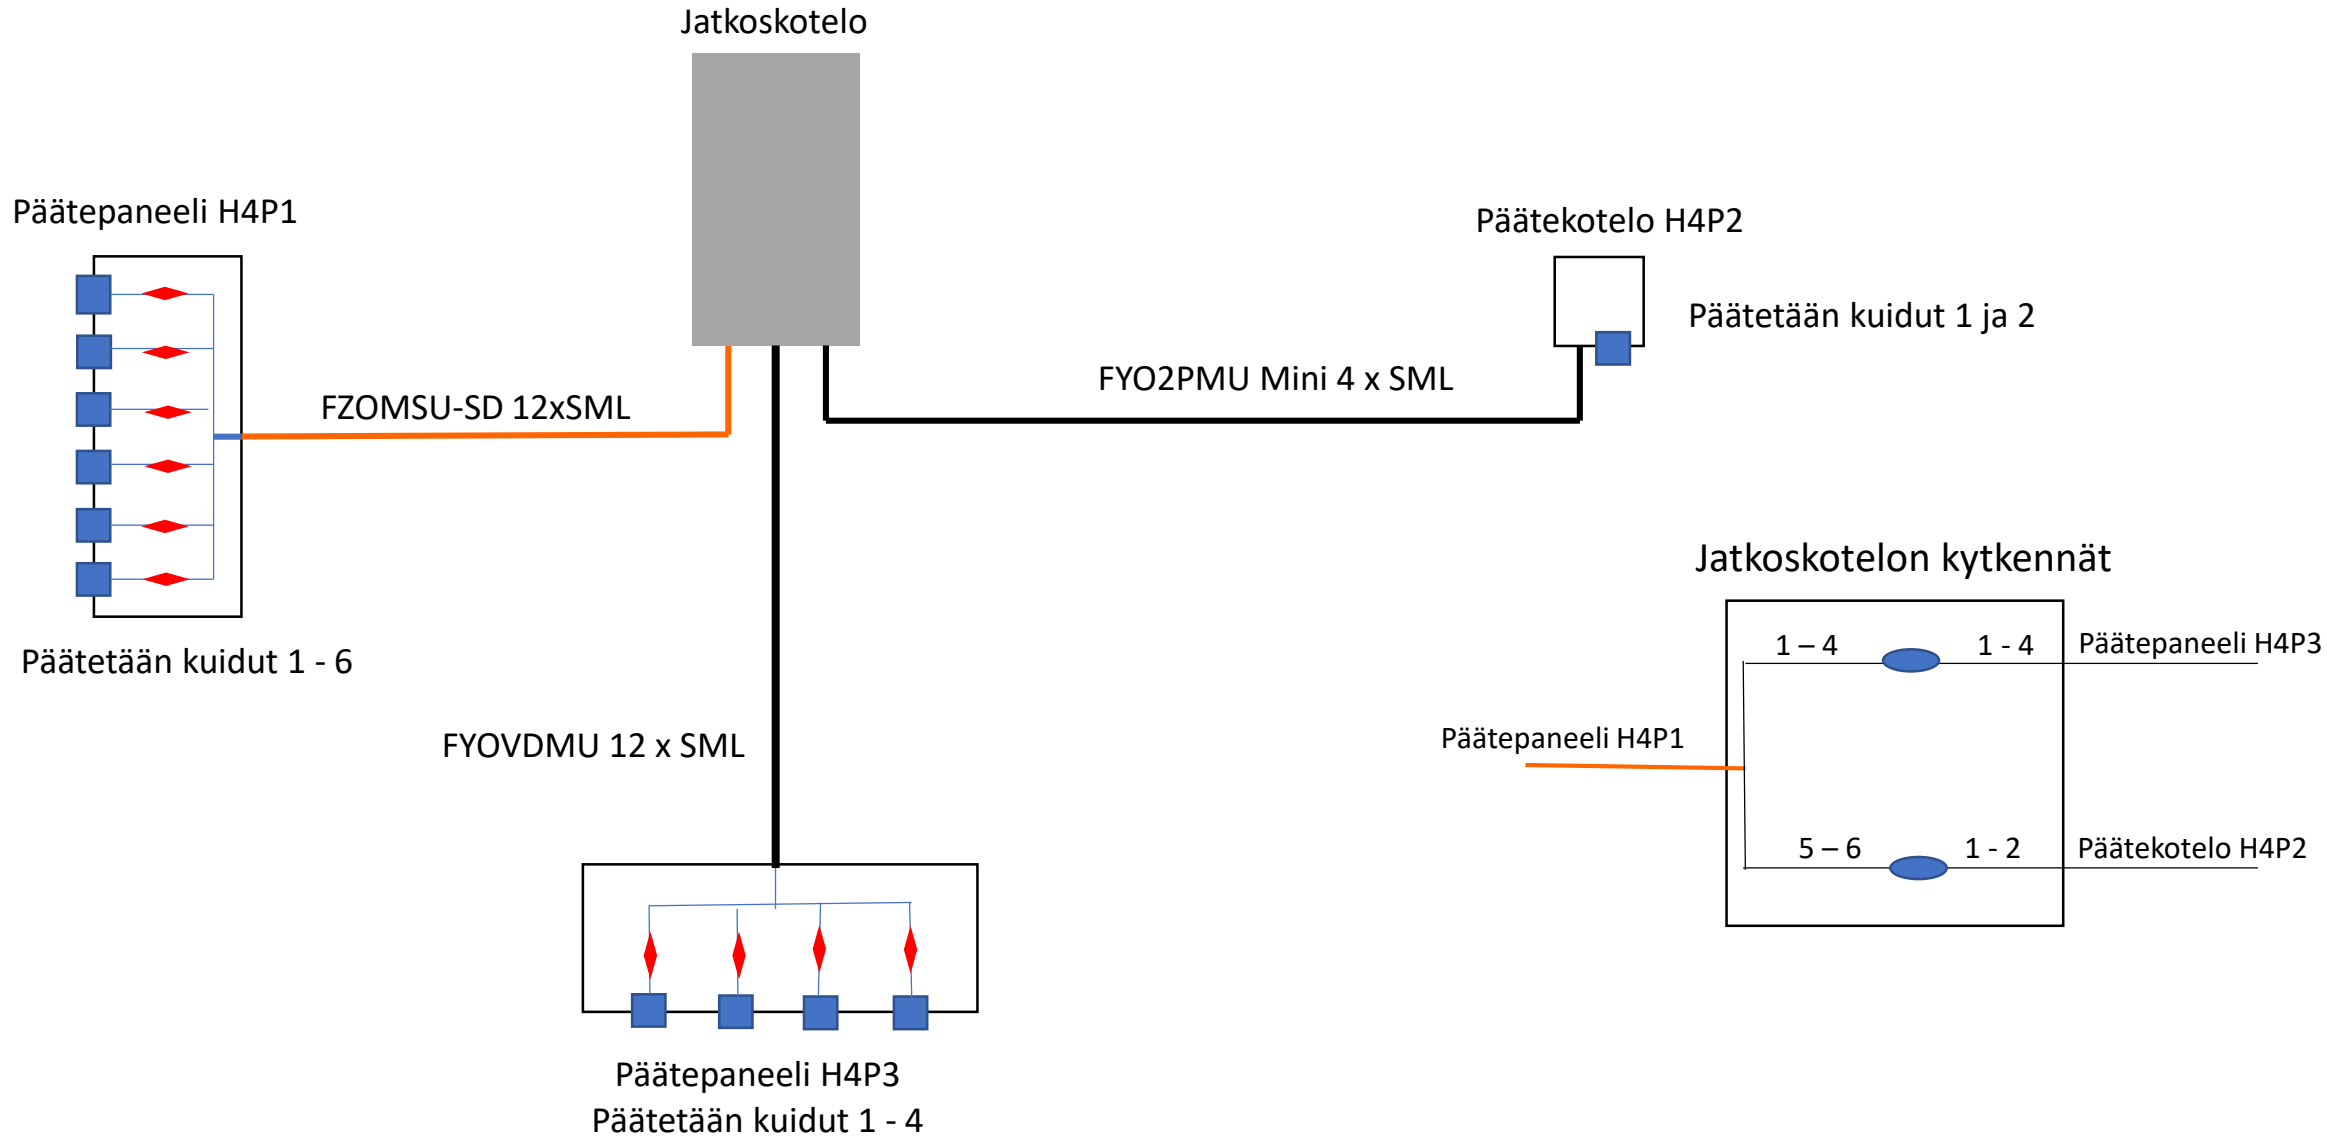 Jatkoskotelo
Päätepaneeli H4P1
Päätekotelo H4P2
Päätetään kuidut 1 ja 2
FYO2PMU Mini 4 x SML
FZOMSU-SD 12xSML
Päätetään kuidut 1 - 6
FYOVDMU 12 x SML
Päätepaneeli H4P3
Päätetään kuidut 1 - 4
Jatkoskotelon kytkennät
1 – 4
1 - 4
Päätepaneeli H4P3
Päätepaneeli H4P1
5 – 6
1 - 2
Päätekotelo H4P2